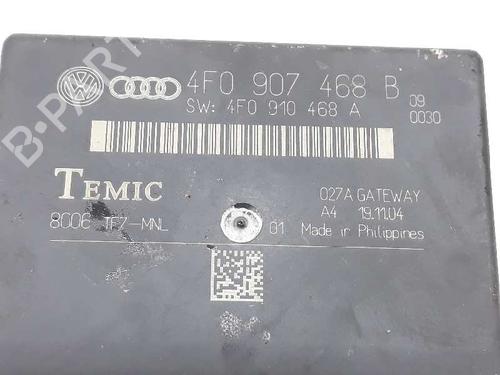 4F0 907 468 B
SW: 4F0 910 468 A
09
0030
TEMIC
027A GATEWAY
A4 19.11.04
01 Made in Philippines
B-PARTS